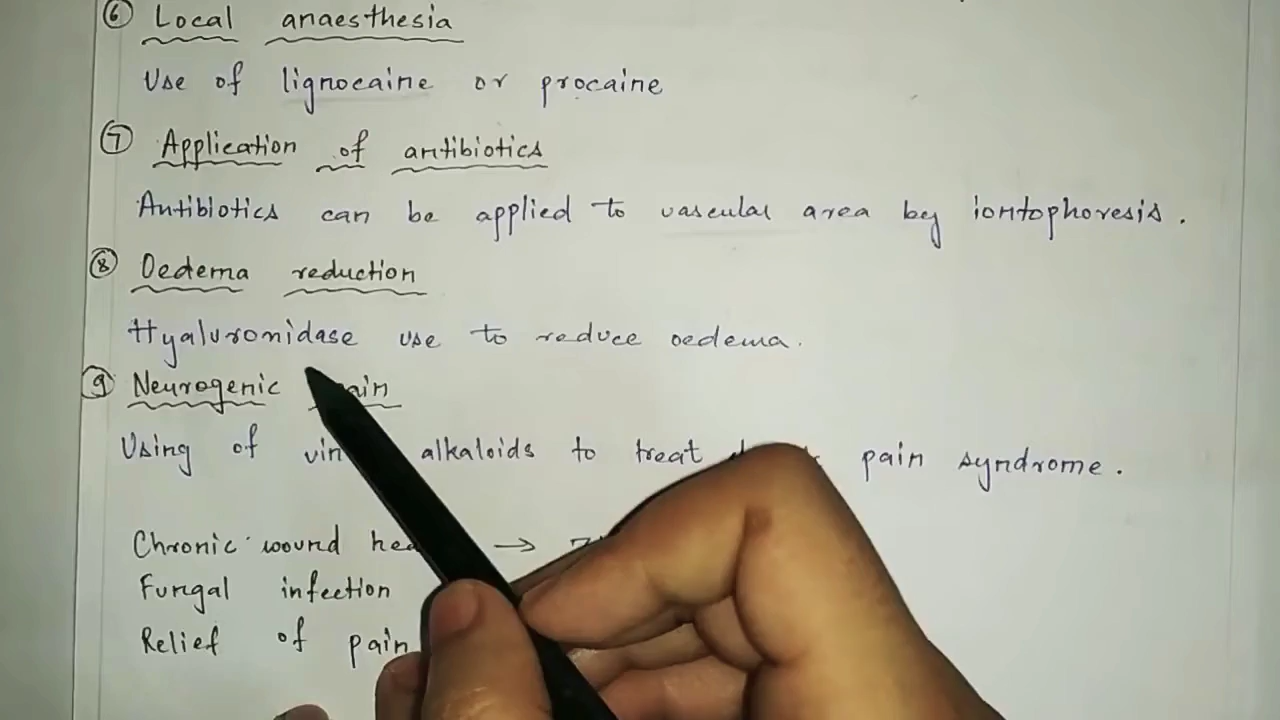 ⑥ Local anaesthesia
Use of lignocaine or procaine
⑦ Application of antibiotics
Antibiotics can be applied to vascular area by iontophoresis.
⑧ Oedema reduction
Hyaluronidase use to reduce oedema.
⑨ Neurogenic pain
Using of alkaloids to treat pain syndrome.
Chronic wound →
Fungal infection
Relief of pain